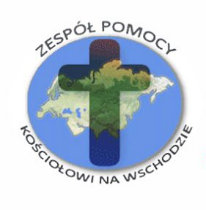 ZESPÓŁ POMOCY
KOŚCIOŁOWI NA WSCHODZIE